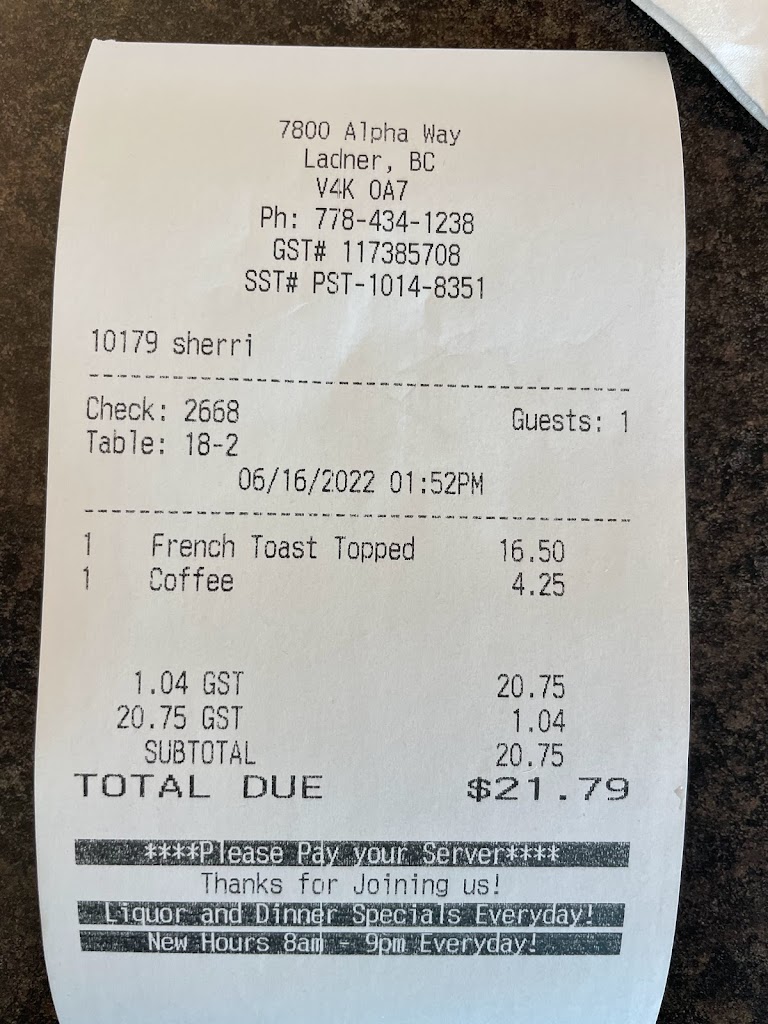 7800 Alpha Way
Ladner, BC
V4K 0A7
Ph: 778-434-1238
GST# 117385708
SST# PST-1014-8351
10179 sherri
Check: 2668 Guests: 1
Table: 18-2
06/16/2022 01:52PM
1 French Toast Topped 16.50
1 Coffee 4.25
1.04 GST 20.75
20.75 GST 1.04
SUBTOTAL 20.75
TOTAL DUE $21.79
****Please Pay your Server****
Thanks for Joining us!
Liquor and Dinner Specials Everyday!
New Hours 8am - 9pm Everyday!